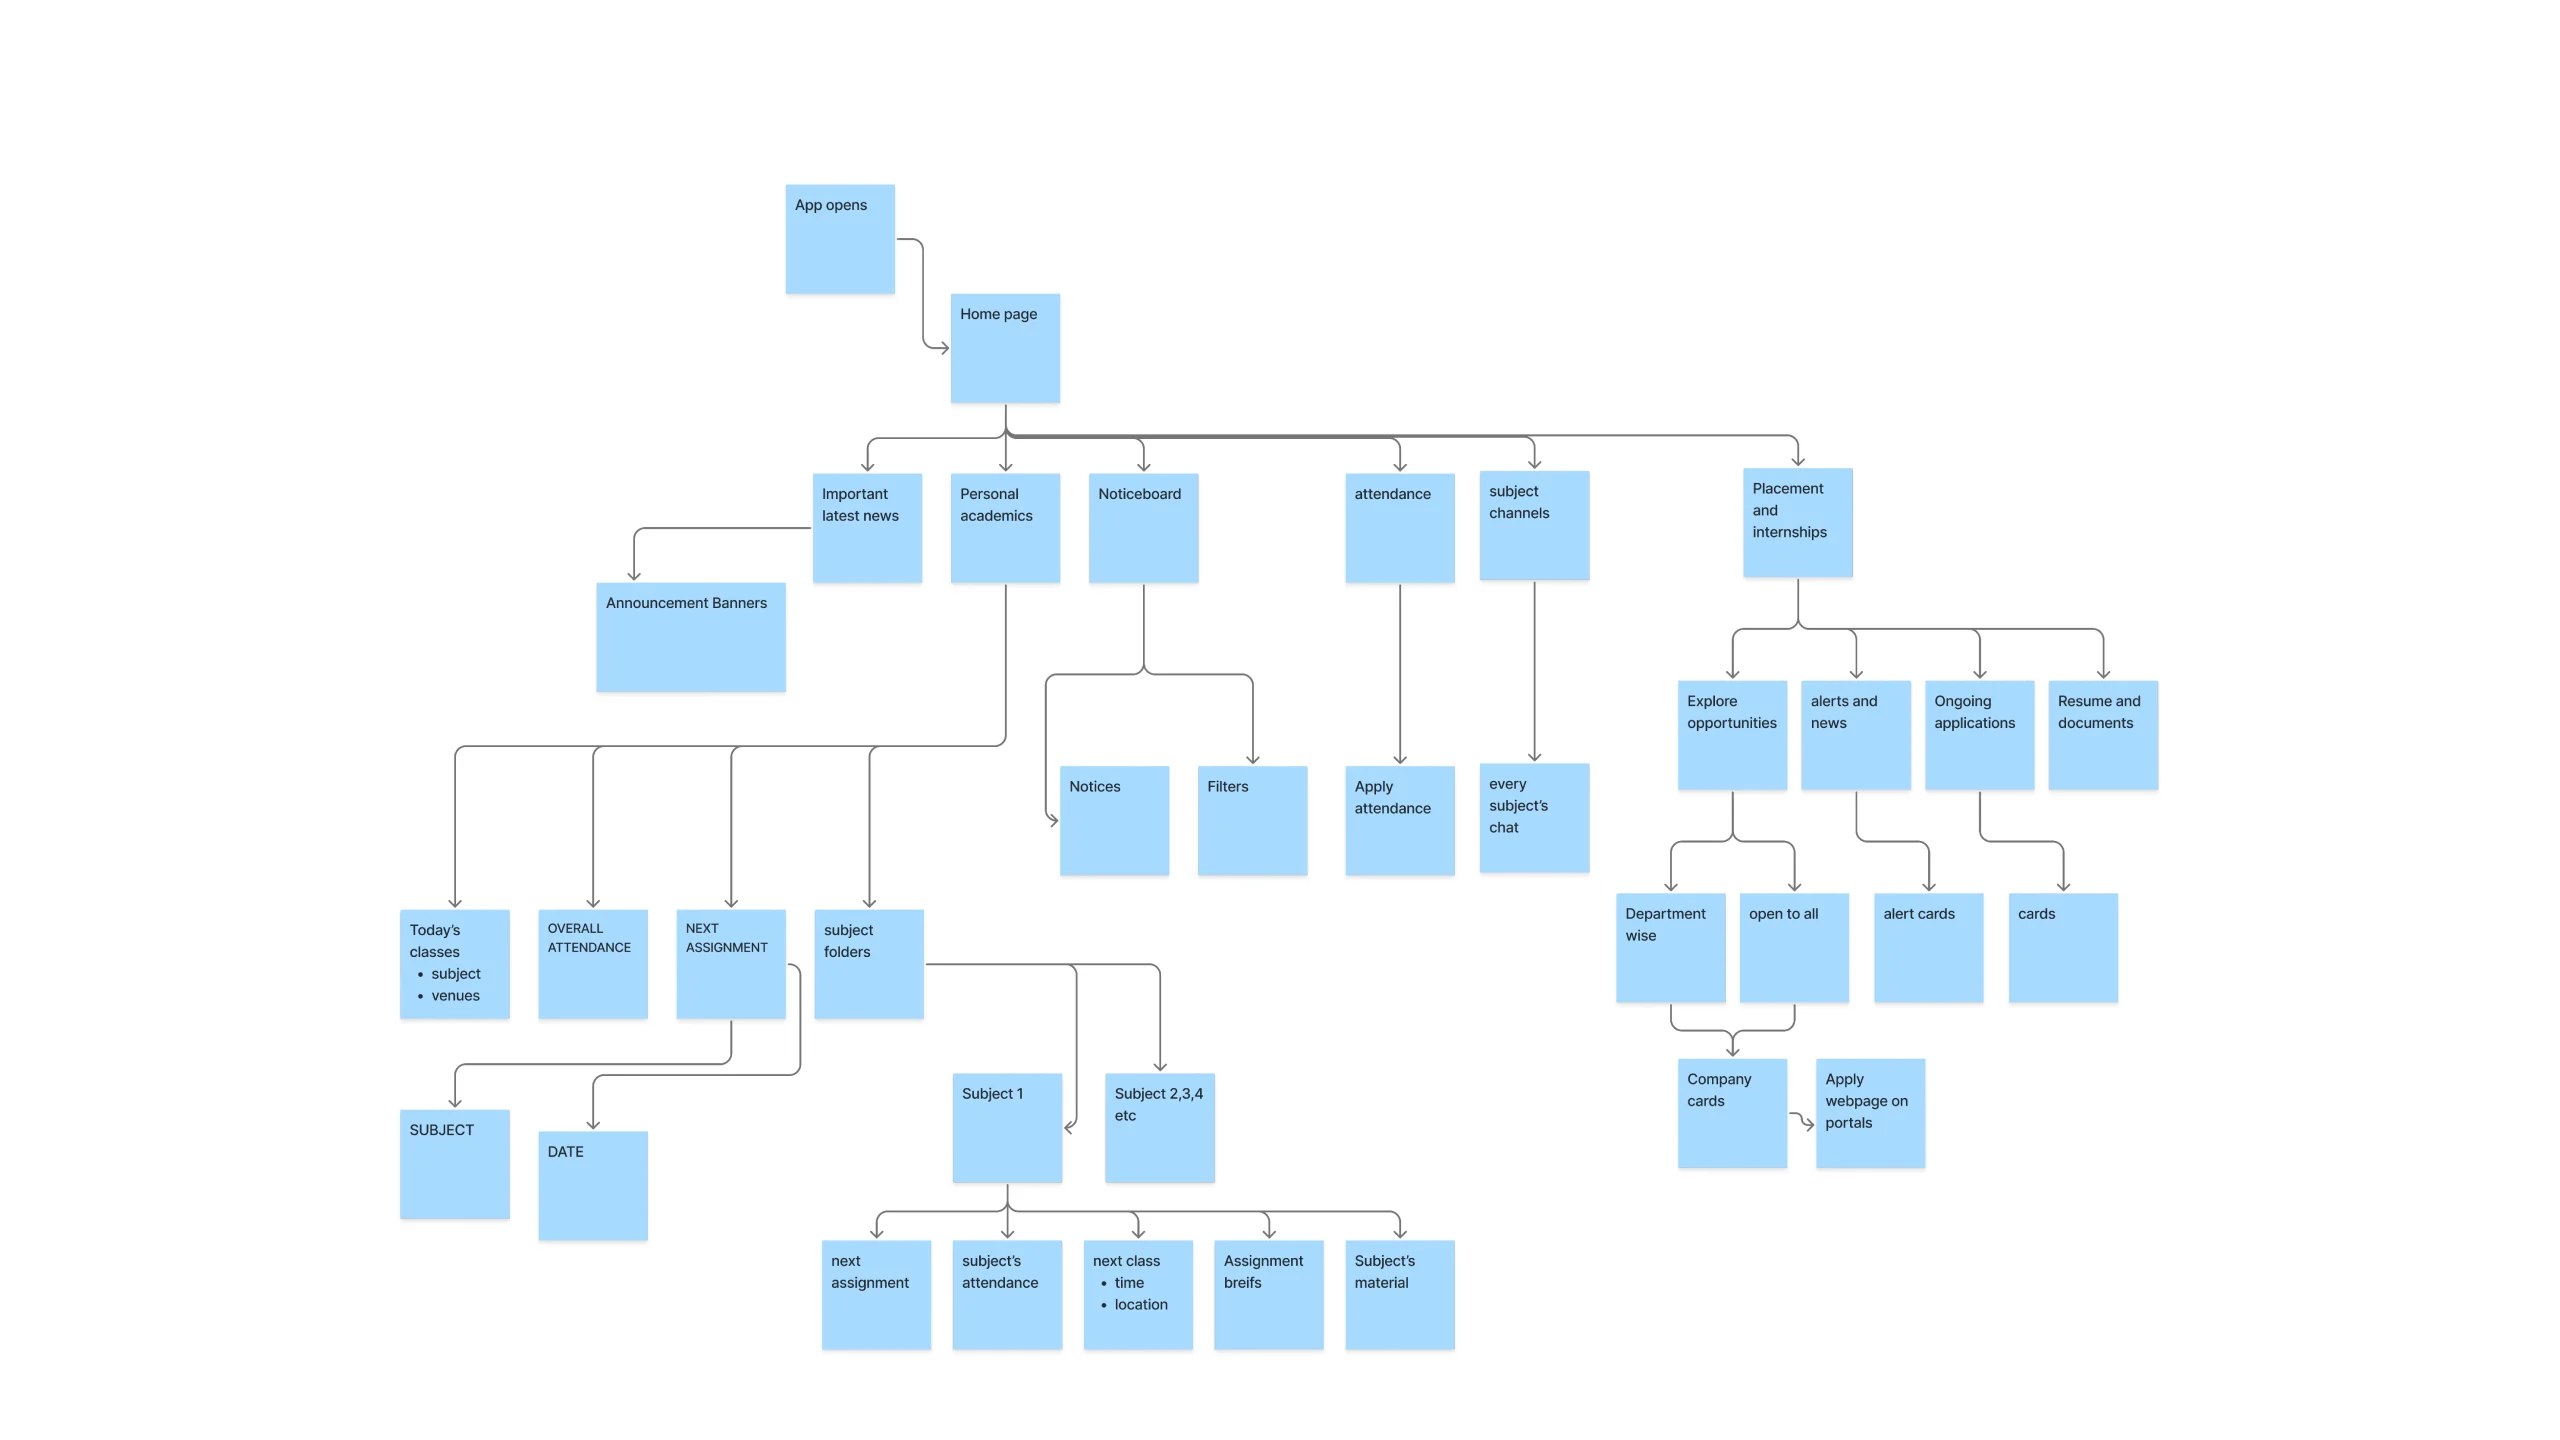 App opens
Home page
Important
latest news
Personal
academics
Noticeboard
attendance
subject
channels
Placement
and
internships
Announcement Banners
Explore
opportunities
alerts and
news
Ongoing
applications
Resume and
documents
Notices
Filters
Apply
attendance
every
subject’s
chat
Today’s
classes
• subject
• venues
OVERALL
ATTENDANCE
NEXT
ASSIGNMENT
subject
folders
Department
wise
open to all
alert cards
cards
SUBJECT
DATE
Subject 1
Subject 2,3,4
etc
Company
cards
Apply
webpage on
portals
next
assignment
subject’s
attendance
next class
• time
• location
Assignment
breifs
Subject’s
material